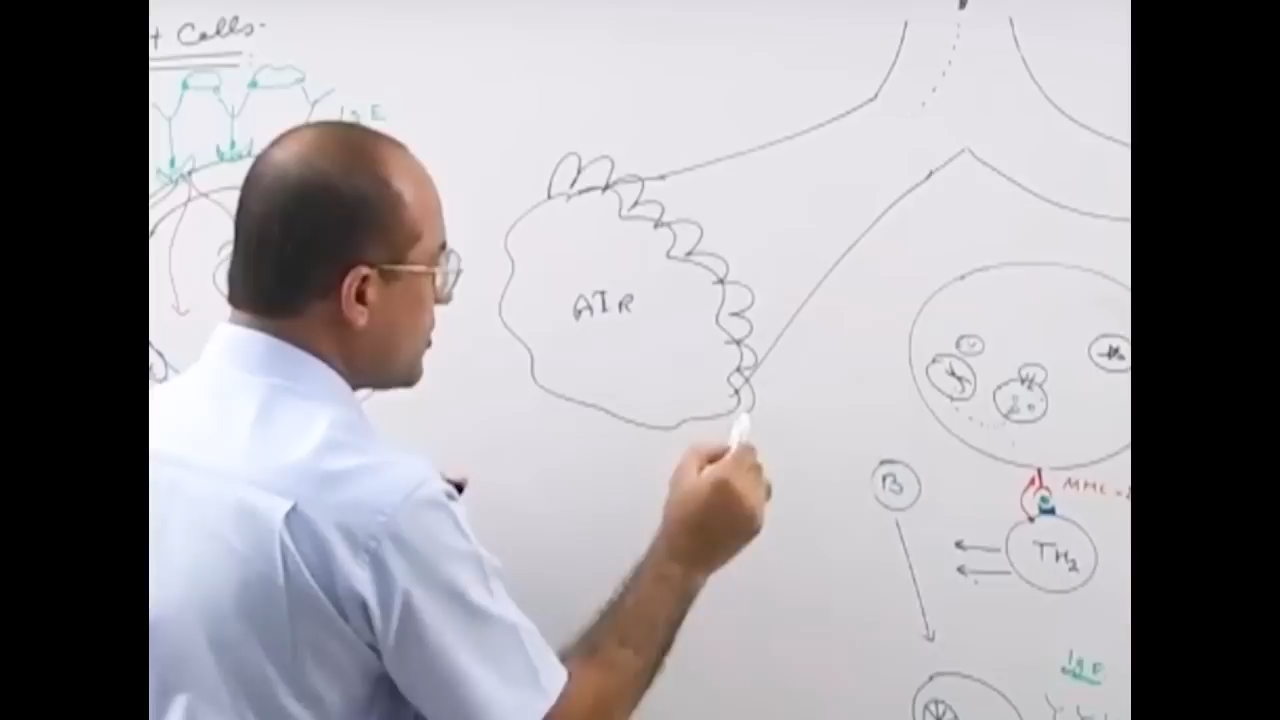 t Cells-
IgE
AIR
B
MHC -
TH2
IgE